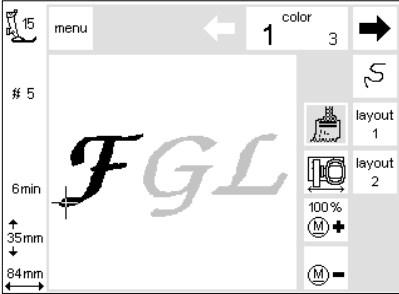 15
menu
color
1 3
# 5
layout
1
layout
2
FGL
6min
100%
M +
35mm
84mm
M -